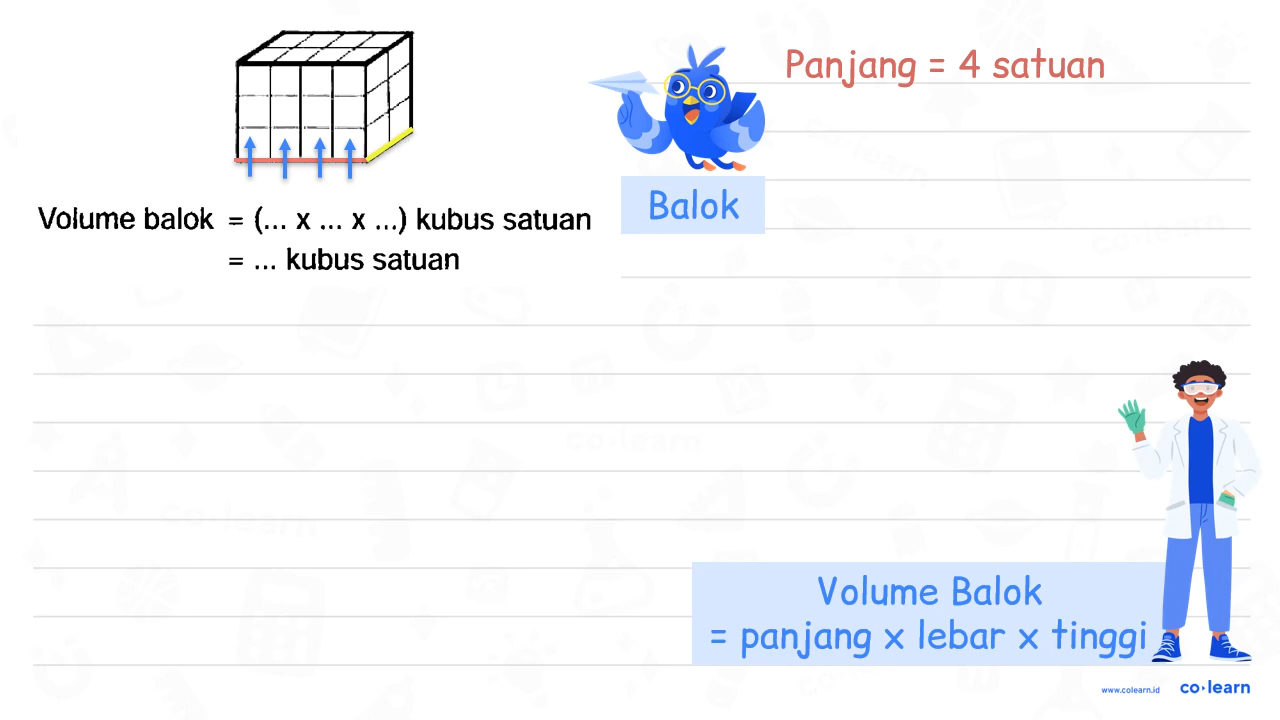 Panjang = 4 satuan
Balok
Volume balok = (... x ... x ...) kubus satuan
= ... kubus satuan
Volume Balok
= panjang x lebar x tinggi
www.colearn.id co·learn